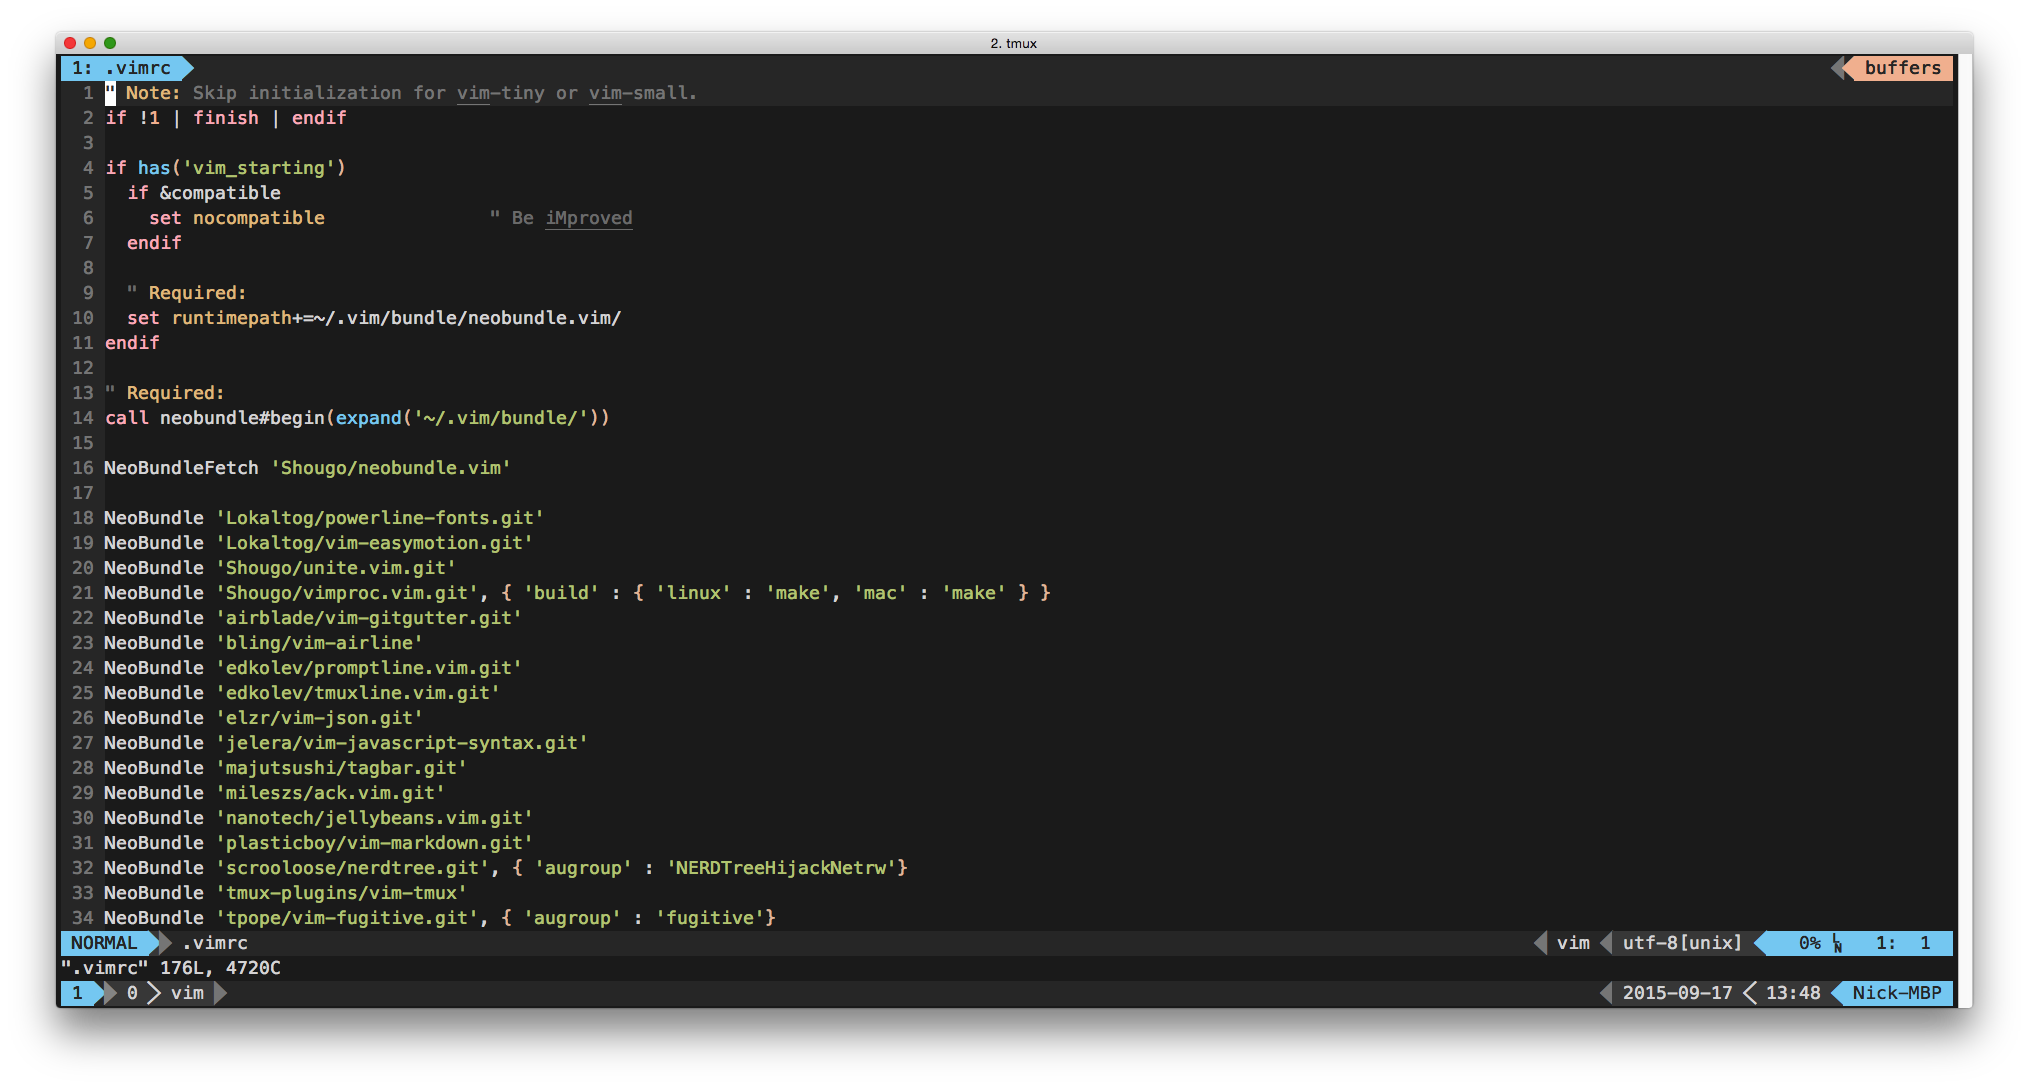 2. tmux
1: .vimrc buffers
1 " Note: Skip initialization for vim-tiny or vim-small.
2 if !1 | finish | endif
3
4 if has('vim_starting')
5   if &compatible
6     set nocompatible               " Be iMproved
7   endif
8
9   " Required:
10   set runtimepath+=~/.vim/bundle/neobundle.vim/
11 endif
12
13 " Required:
14 call neobundle#begin(expand('~/.vim/bundle/'))
15
16 NeoBundleFetch 'Shougo/neobundle.vim'
17
18 NeoBundle 'Lokaltog/powerline-fonts.git'
19 NeoBundle 'Lokaltog/vim-easymotion.git'
20 NeoBundle 'Shougo/unite.vim.git'
21 NeoBundle 'Shougo/vimproc.vim.git', { 'build' : { 'linux' : 'make', 'mac' : 'make' } }
22 NeoBundle 'airblade/vim-gitgutter.git'
23 NeoBundle 'bling/vim-airline'
24 NeoBundle 'edkolev/promptline.vim.git'
25 NeoBundle 'edkolev/tmuxline.vim.git'
26 NeoBundle 'elzr/vim-json.git'
27 NeoBundle 'jelera/vim-javascript-syntax.git'
28 NeoBundle 'majutsushi/tagbar.git'
29 NeoBundle 'mileszs/ack.vim.git'
30 NeoBundle 'nanotech/jellybeans.vim.git'
31 NeoBundle 'plasticboy/vim-markdown.git'
32 NeoBundle 'scrooloose/nerdtree.git', { 'augroup' : 'NERDTreeHijackNetrw'}
33 NeoBundle 'tmux-plugins/vim-tmux'
34 NeoBundle 'tpope/vim-fugitive.git', { 'augroup' : 'fugitive'}
NORMAL .vimrc vim utf-8[unix] 0% LN 1: 1
".vimrc" 176L, 4720C
1 0 vim 2015-09-17 13:48 Nick-MBP